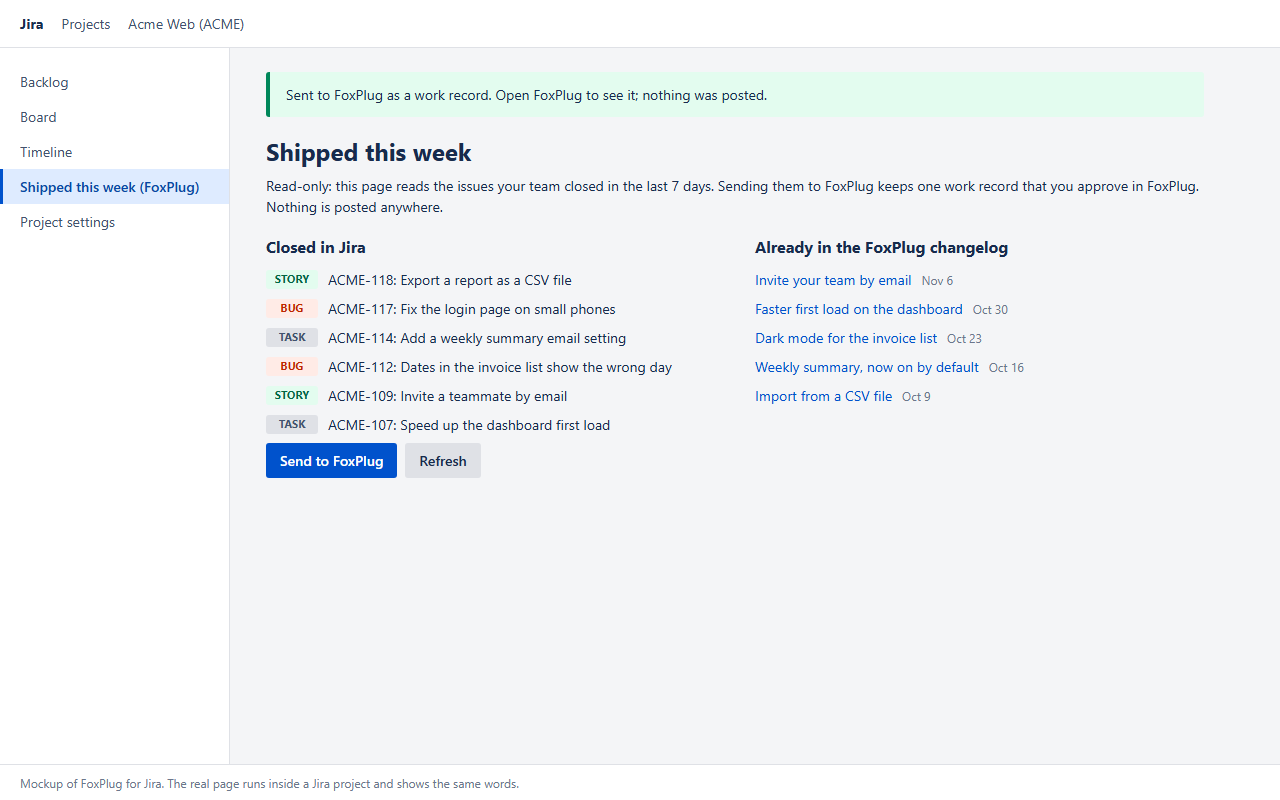 Jira Projects Acme Web (ACME)
Backlog
Board
Timeline
Shipped this week (FoxPlug)
Project settings
Sent to FoxPlug as a work record. Open FoxPlug to see it; nothing was posted.
Shipped this week
Read-only: this page reads the issues your team closed in the last 7 days. Sending them to FoxPlug keeps one work record that you approve in FoxPlug.
Nothing is posted anywhere.
Closed in Jira
STORY ACME-118: Export a report as a CSV file
BUG ACME-117: Fix the login page on small phones
TASK ACME-114: Add a weekly summary email setting
BUG ACME-112: Dates in the invoice list show the wrong day
STORY ACME-109: Invite a teammate by email
TASK ACME-107: Speed up the dashboard first load
Send to FoxPlug Refresh
Already in the FoxPlug changelog
Invite your team by email Nov 6
Faster first load on the dashboard Oct 30
Dark mode for the invoice list Oct 23
Weekly summary, now on by default Oct 16
Import from a CSV file Oct 9
Mockup of FoxPlug for Jira. The real page runs inside a Jira project and shows the same words.